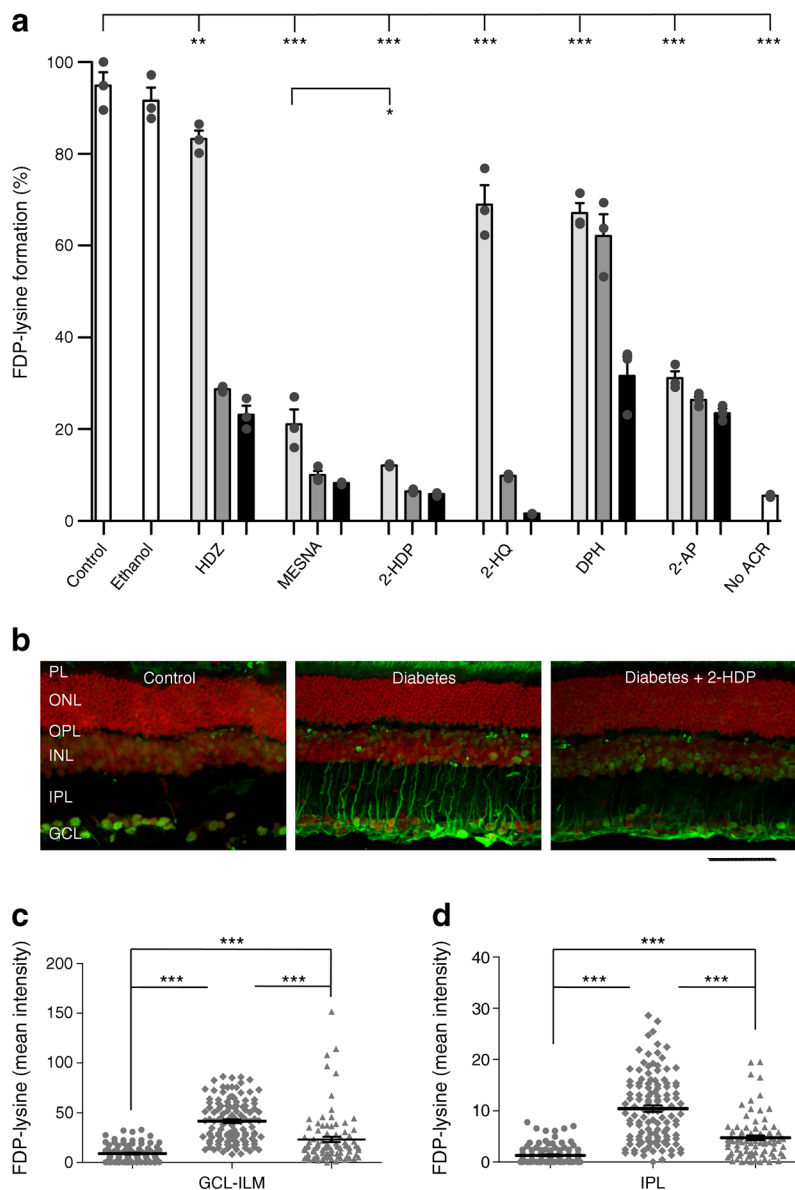 a
** *** *** *** *** *** ***
*
FDP-lysine formation (%)
100
80
60
40
20
0
Control
Ethanol
HDZ
MESNA
2-HDP
2-HQ
DPH
2-AP
No ACR
b
Control
Diabetes
Diabetes + 2-HDP
PL
ONL
OPL
INL
IPL
GCL
c
FDP-lysine (mean intensity)
200
150
100
50
0
***
*** ***
GCL-ILM
d
FDP-lysine (mean intensity)
40
30
20
10
0
***
*** ***
IPL